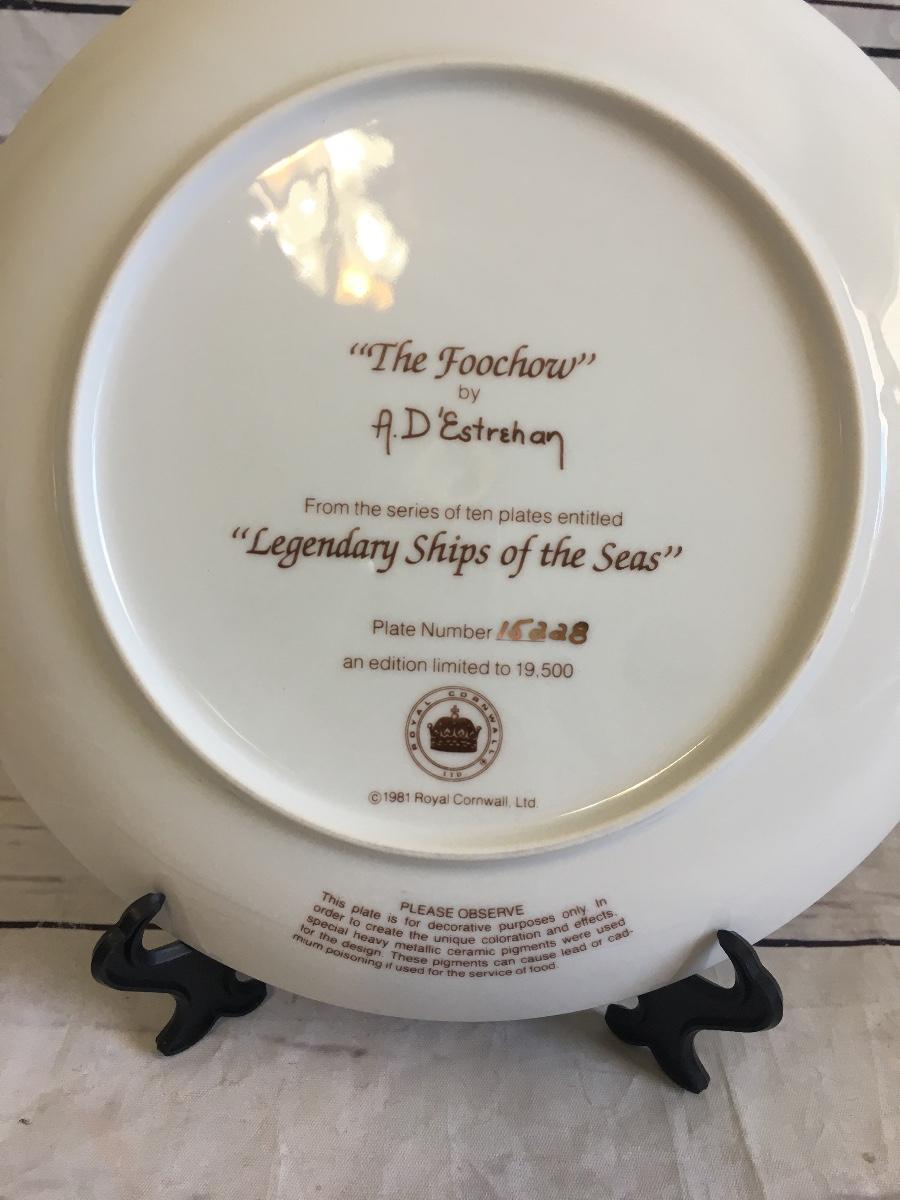 “The Foochow”
by
A. D'Estrehan
From the series of ten plates entitled
“Legendary Ships of the Seas”
Plate Number 15228
an edition limited to 19,500
ROYAL CORNWALL ®
LTD
©1981 Royal Cornwall, Ltd.
PLEASE OBSERVE
This plate is for decorative purposes only. In
order to create the unique coloration and effects,
special heavy metallic ceramic pigments were used
for the design. These pigments can cause lead or cad-
mium poisoning if used for the service of food.